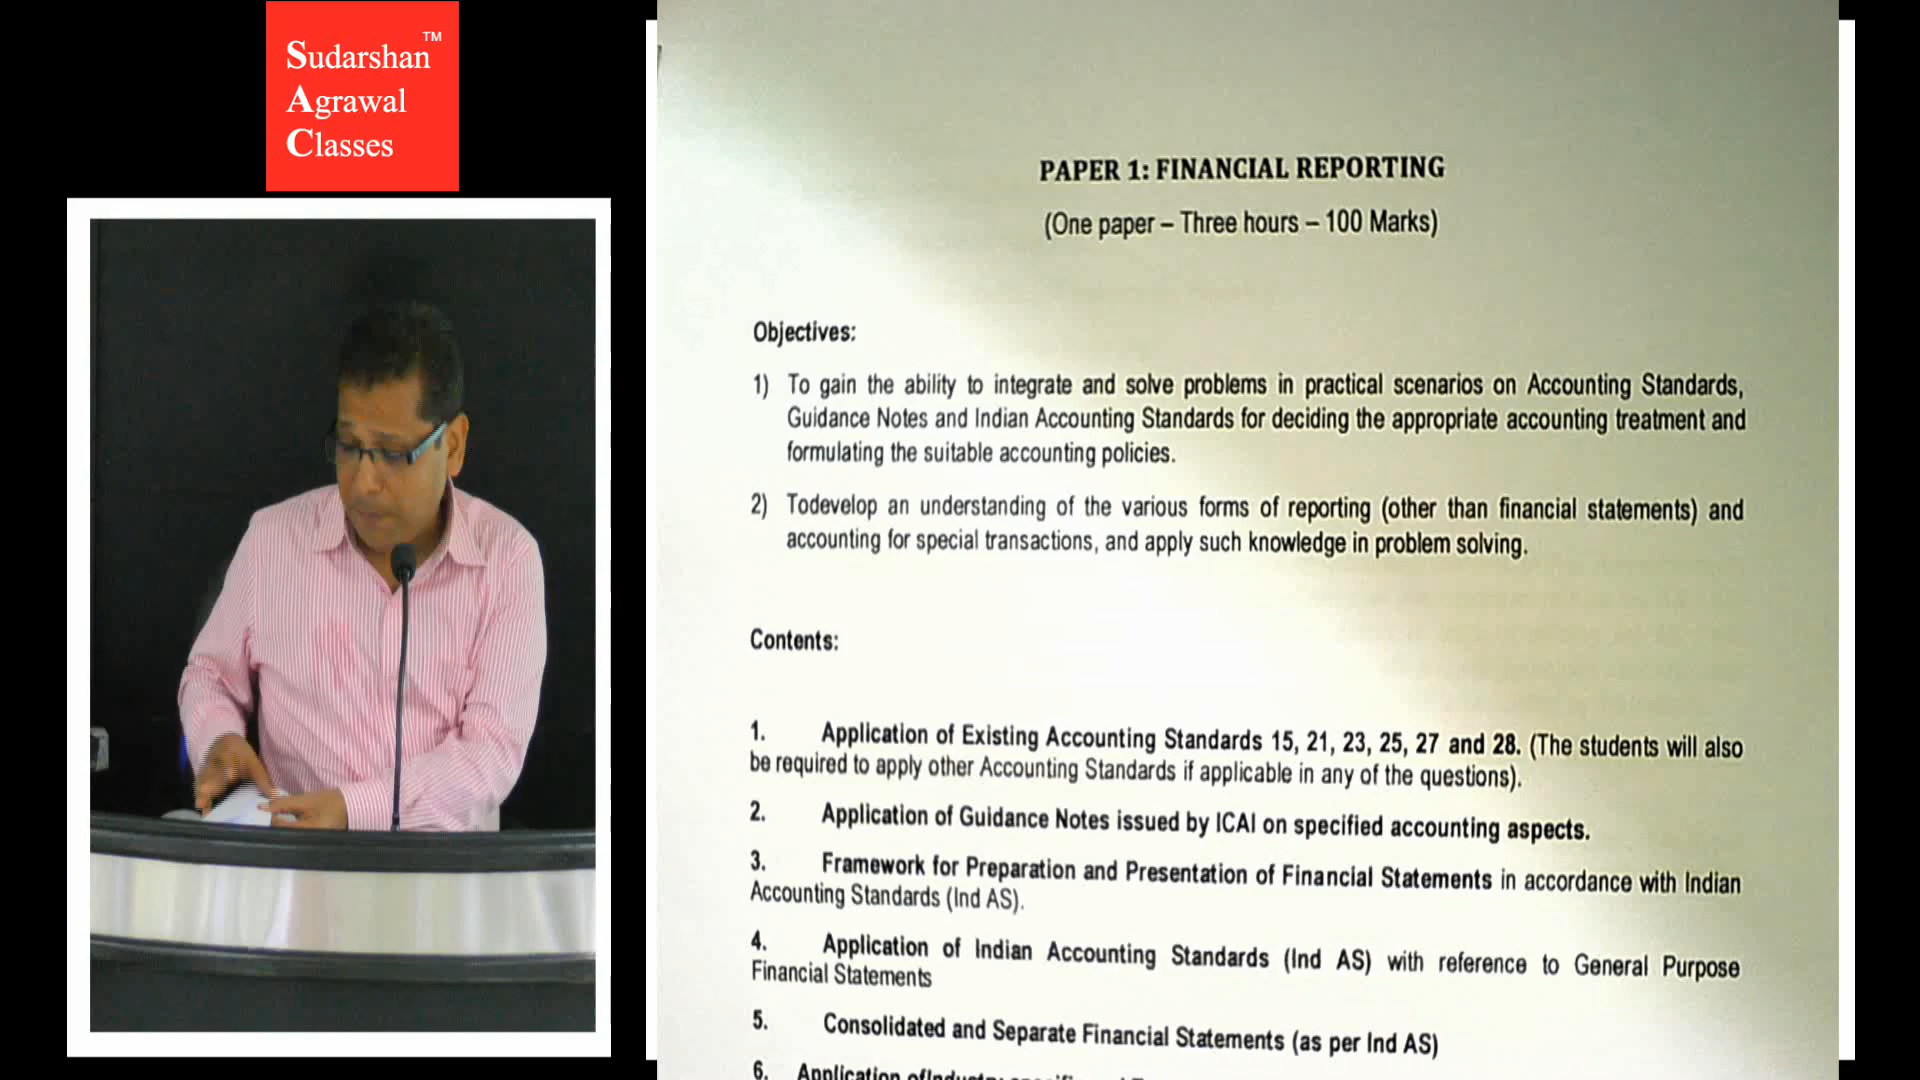 Sudarshan™
Agrawal
Classes
PAPER 1: FINANCIAL REPORTING
(One paper – Three hours – 100 Marks)
Objectives:
1) To gain the ability to integrate and solve problems in practical scenarios on Accounting Standards,
Guidance Notes and Indian Accounting Standards for deciding the appropriate accounting treatment and
formulating the suitable accounting policies.
2) Todevelop an understanding of the various forms of reporting (other than financial statements) and
accounting for special transactions, and apply such knowledge in problem solving.
Contents:
1. Application of Existing Accounting Standards 15, 21, 23, 25, 27 and 28. (The students will also
be required to apply other Accounting Standards if applicable in any of the questions).
2. Application of Guidance Notes issued by ICAI on specified accounting aspects.
3. Framework for Preparation and Presentation of Financial Statements in accordance with Indian
Accounting Standards (Ind AS).
4. Application of Indian Accounting Standards (Ind AS) with reference to General Purpose
Financial Statements
5. Consolidated and Separate Financial Statements (as per Ind AS)
6. Application ofIndustry